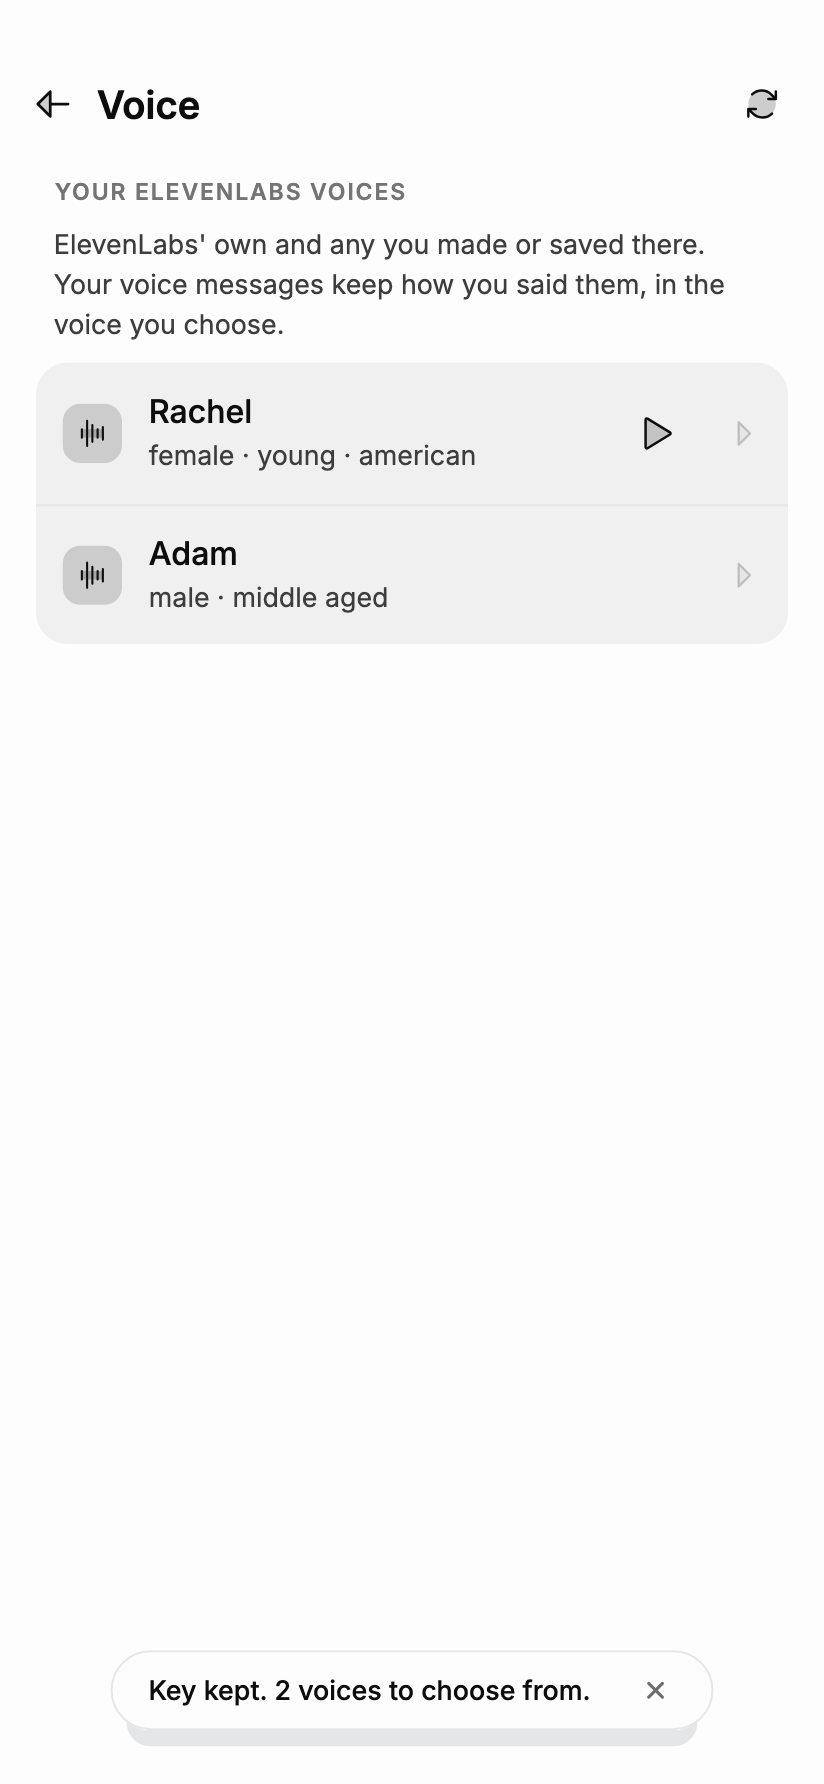 Voice
YOUR ELEVENLABS VOICES
ElevenLabs' own and any you made or saved there.
Your voice messages keep how you said them, in the
voice you choose.
Rachel
female · young · american
Adam
male · middle aged
Key kept. 2 voices to choose from.